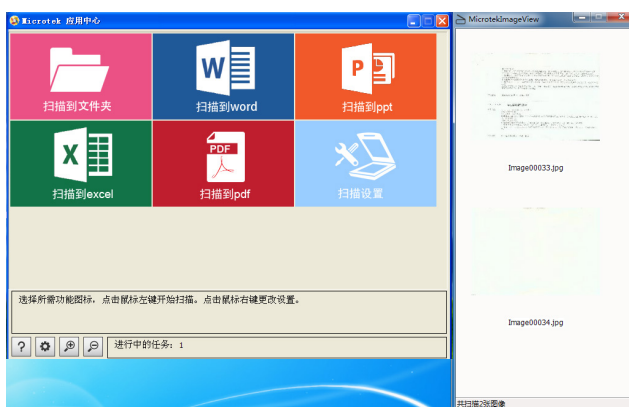 Microtek 应用中心
MicrotekImageView
W
P
扫描到文件夹
扫描到word
扫描到ppt
X
PDF
扫描到excel
扫描到pdf
扫描设置
Image00033.jpg
选择所需功能图标，点击鼠标左键开始扫描。点击鼠标右键更改设置。
Image00034.jpg
?
进行中的任务: 1
共扫描2张图像